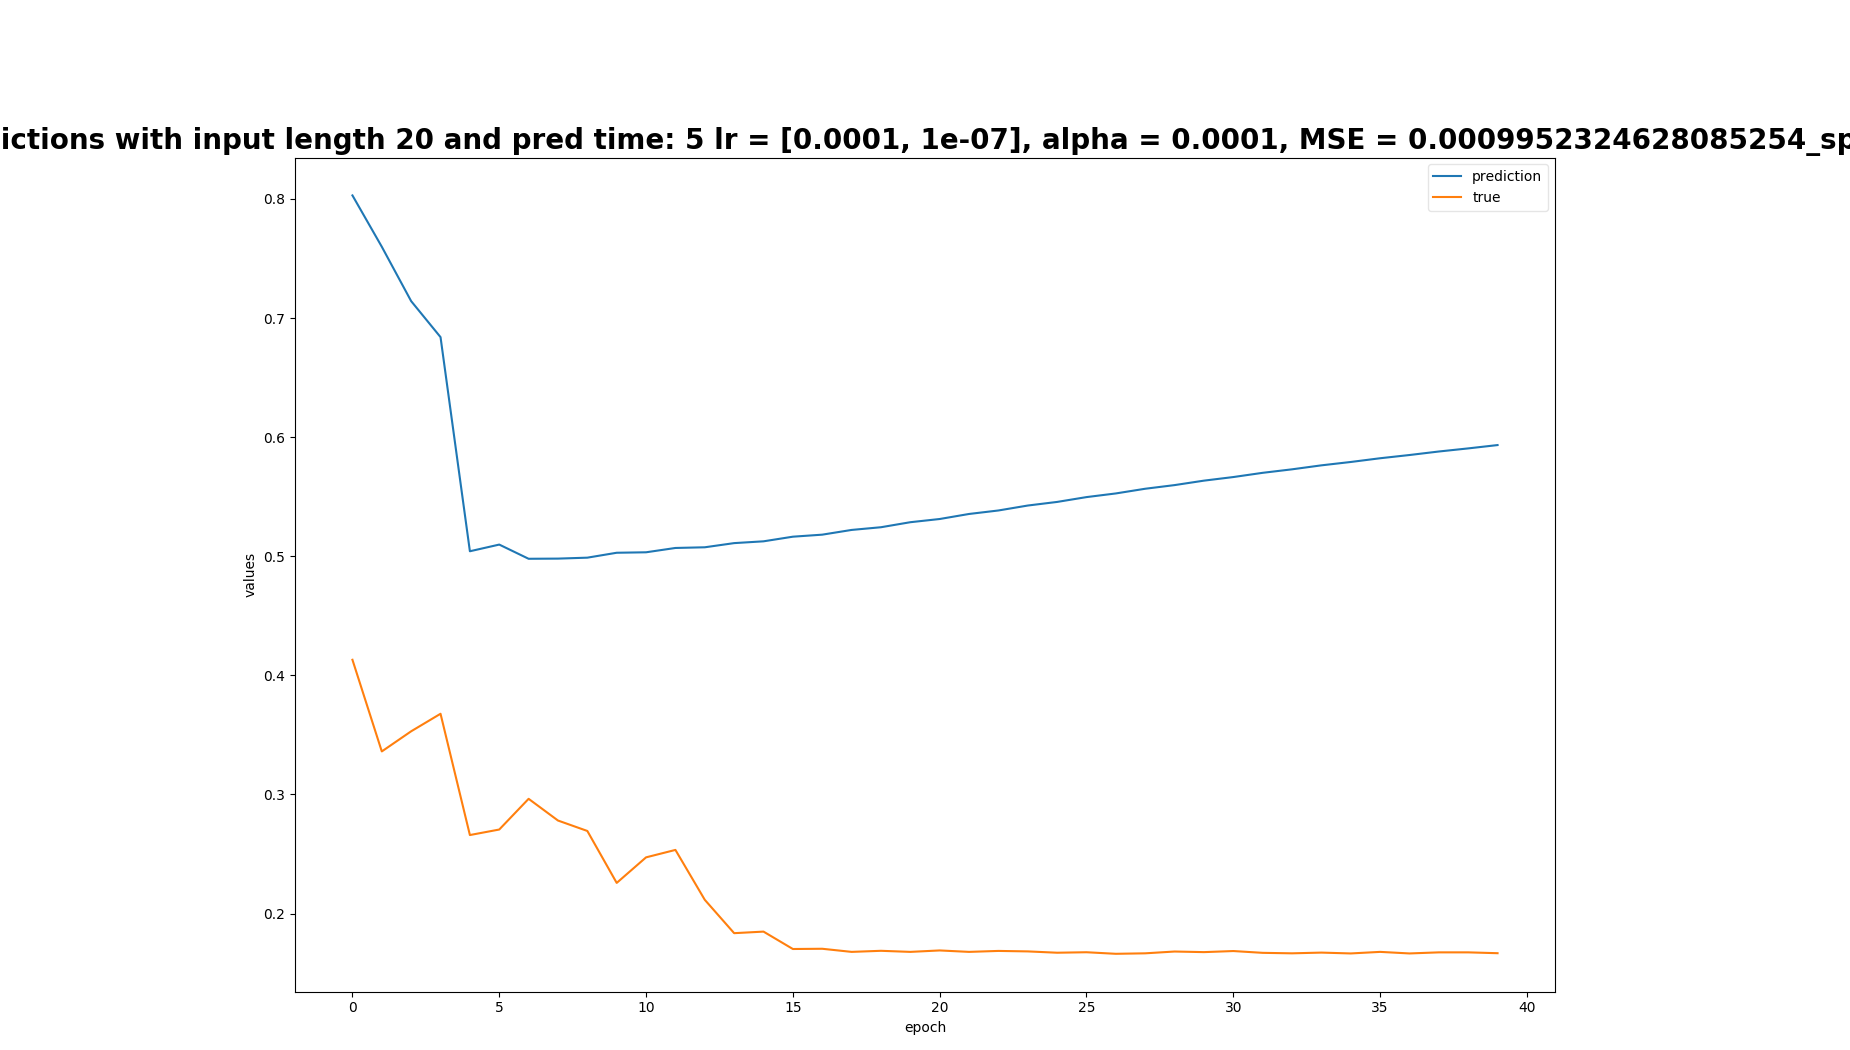 ictions with input length 20 and pred time: 5 lr = [0.0001, 1e-07], alpha = 0.0001, MSE = 0.0009952324628085254_sp
prediction
true
0.8
0.7
0.6
0.5
0.4
0.3
0.2
values
0 5 10 15 20 25 30 35 40
epoch